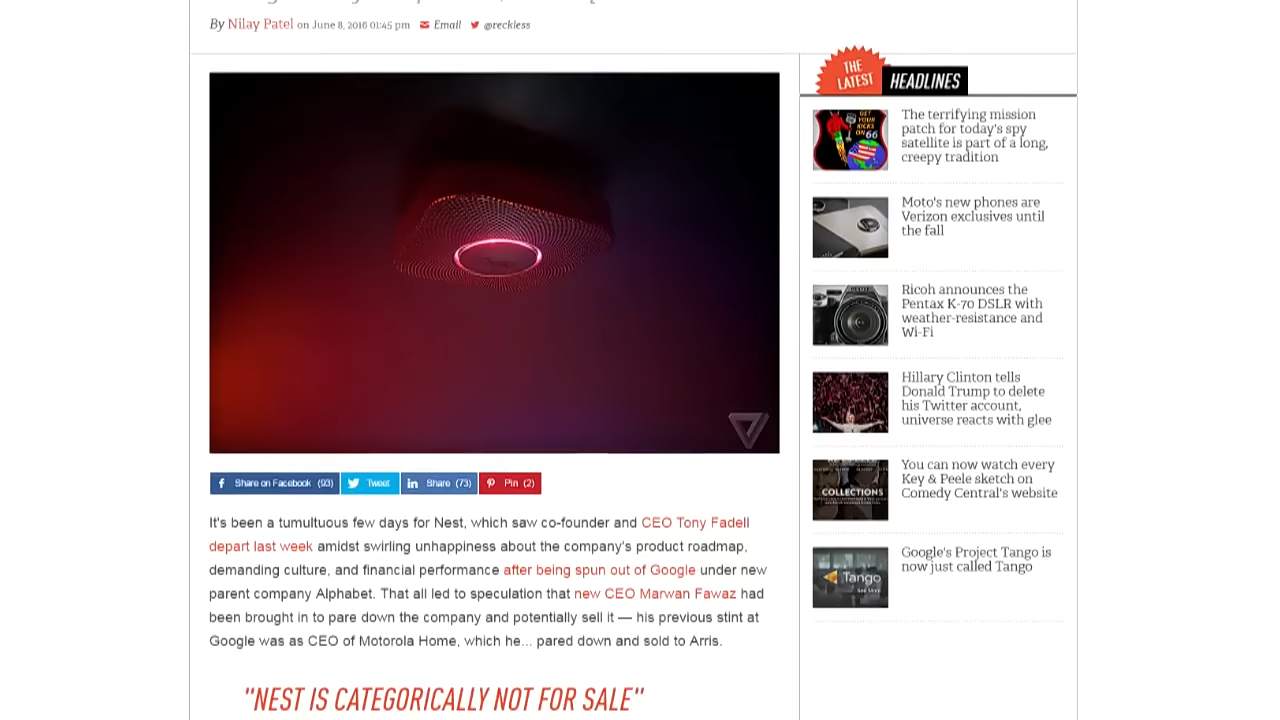 By Nilay Patel on June 8, 2016 01:45 pm Email @reckless
THE LATEST HEADLINES
The terrifying mission
patch for today's spy
satellite is part of a long,
creepy tradition
GET YOUR KICKS ON 66
Moto's new phones are
Verizon exclusives until
the fall
Ricoh announces the
Pentax K-70 DSLR with
weather-resistance and
Wi-Fi
Hillary Clinton tells
Donald Trump to delete
his Twitter account,
universe reacts with glee
You can now watch every
Key & Peele sketch on
Comedy Central's website
COLLECTIONS
Google's Project Tango is
now just called Tango
Tango
Share on Facebook (93) Tweet Share (73) Pin (2)
It's been a tumultuous few days for Nest, which saw co-founder and CEO Tony Fadell
depart last week amidst swirling unhappiness about the company's product roadmap,
demanding culture, and financial performance after being spun out of Google under new
parent company Alphabet. That all led to speculation that new CEO Marwan Fawaz had
been brought in to pare down the company and potentially sell it — his previous stint at
Google was as CEO of Motorola Home, which he... pared down and sold to Arris.
"NEST IS CATEGORICALLY NOT FOR SALE"